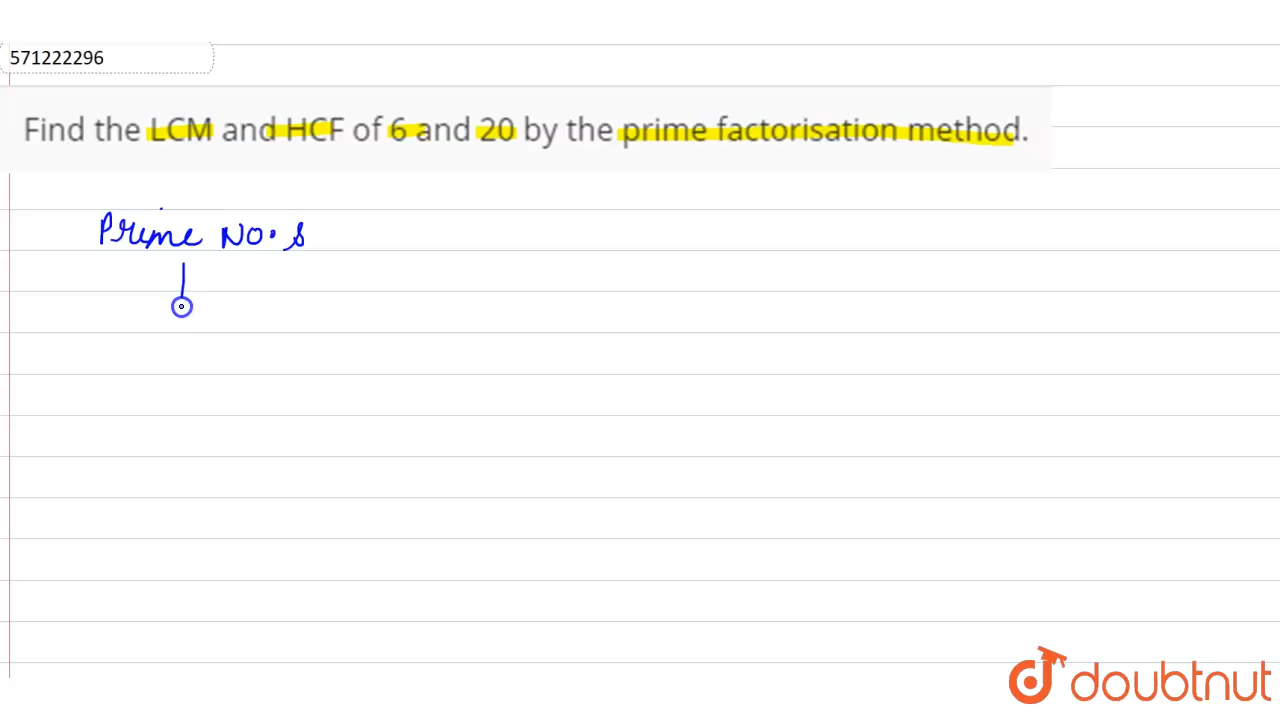 571222296
Find the LCM and HCF of 6 and 20 by the prime factorisation method.
Prime No.s
doubtnut